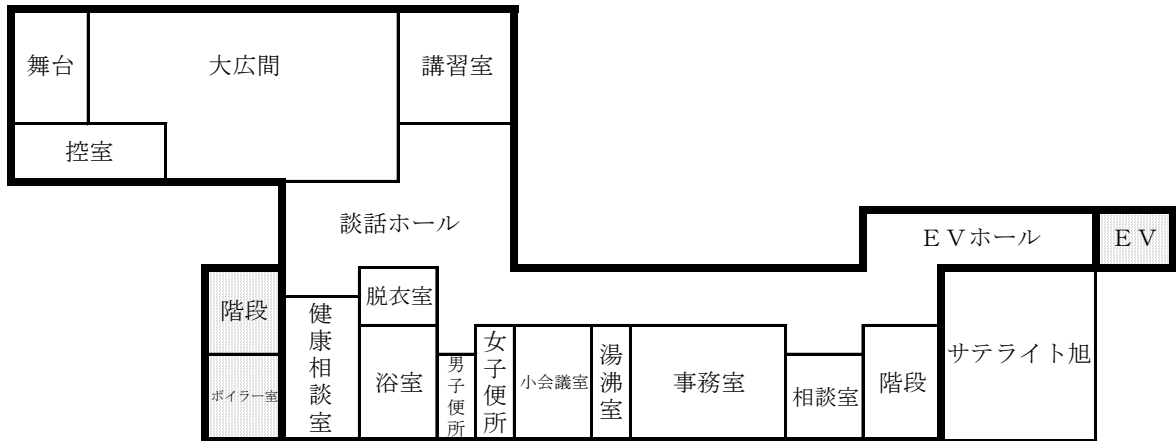 舞台
大広間
講習室
控室
談話ホール
ＥＶホール
ＥＶ
階段
脱衣室
健康相談室
ボイラー室
浴室
男子便所
女子便所
小会議室
湯沸室
事務室
相談室
階段
サテライト旭